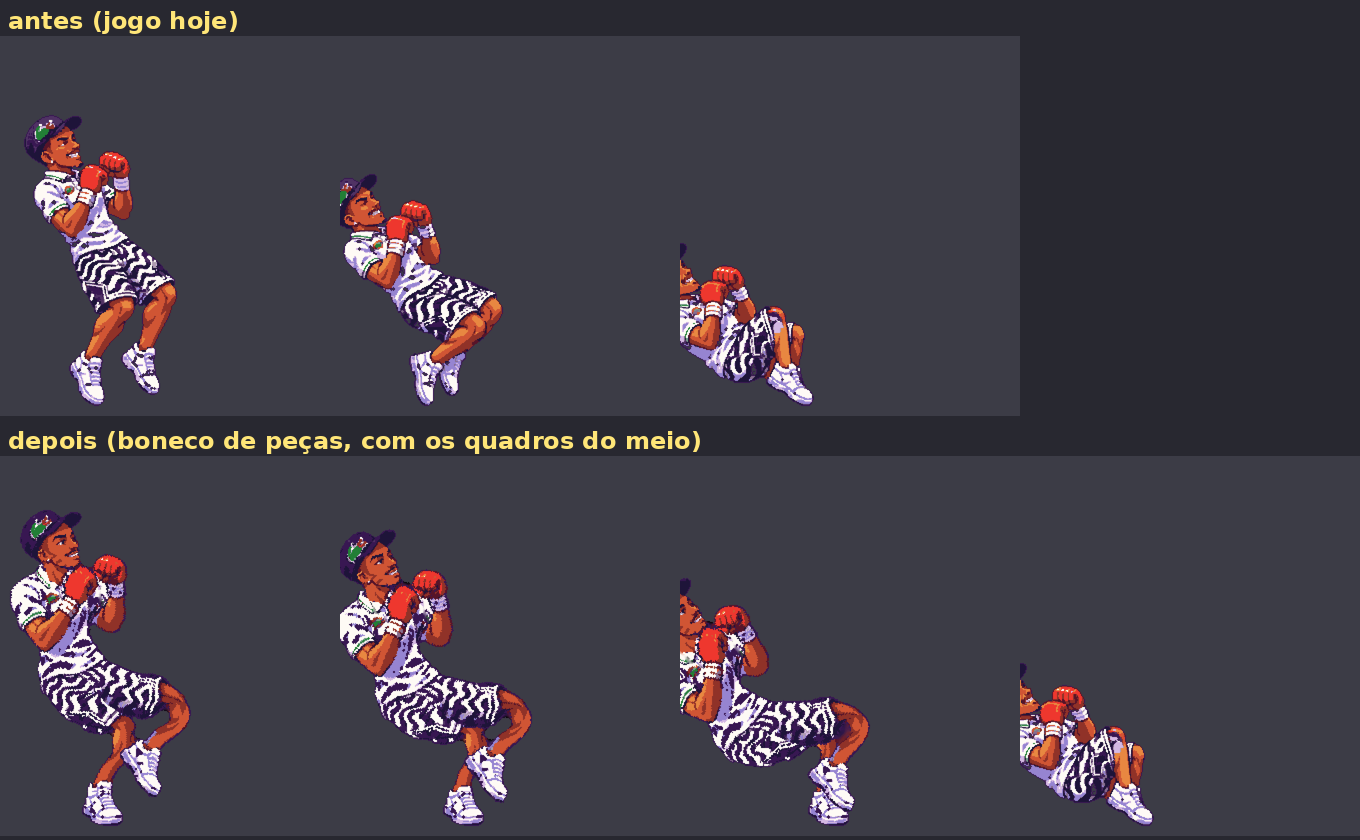 antes (jogo hoje)
depois (boneco de peças, com os quadros do meio)